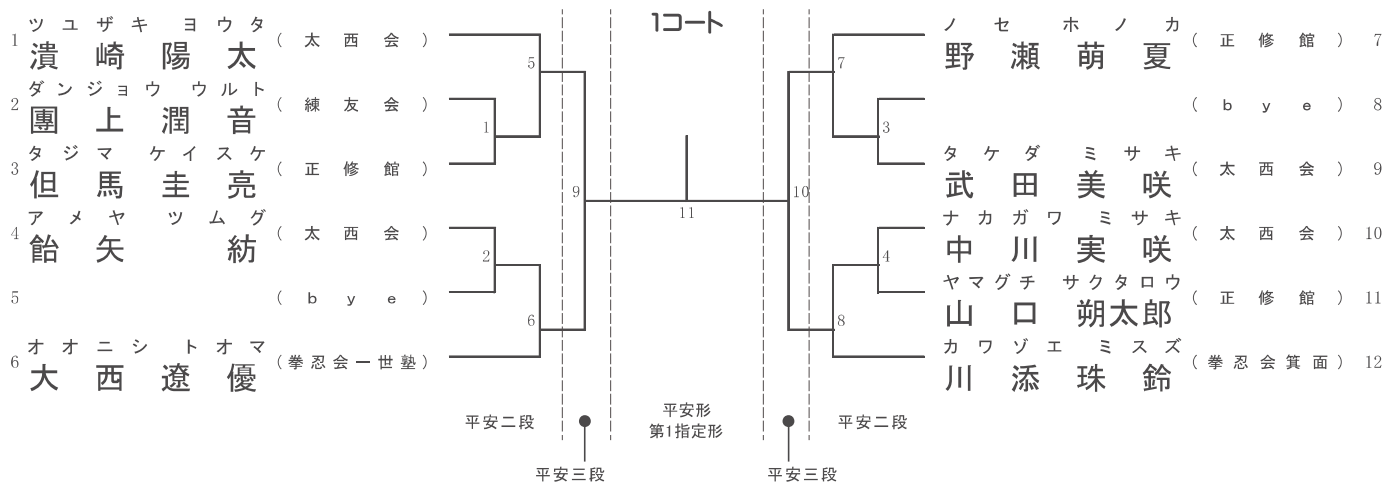 1コート
1 ツユザキ ヨウタ
潰崎陽太 (太西会)
2 ダンジョウ ウルト
團上潤音 (練友会)
3 タジマ ケイスケ
但馬圭亮 (正修館)
4 アメヤ ツムグ
飴矢 紡 (太西会)
5 (bye)
6 オオニシ トオマ
大西遼優 (拳忍会一世塾)
5
1
9
2
6
11
7
3
10
4
8
ノセ ホノカ
野瀬萌夏 (正修館) 7
(bye) 8
タケダ ミサキ
武田美咲 (太西会) 9
ナカガワ ミサキ
中川実咲 (太西会) 10
ヤマグチ サクタロウ
山口朔太郎 (正修館) 11
カワゾエ ミスズ
川添珠鈴 (拳忍会箕面) 12
平安二段
平安三段
平安形
第1指定形
平安三段
平安二段